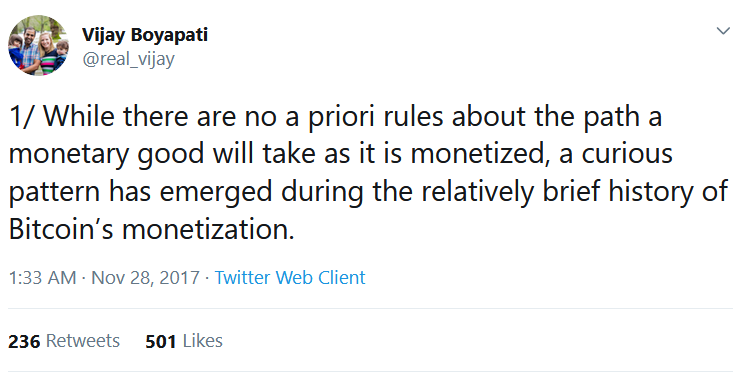 Vijay Boyapati
@real_vijay
1/ While there are no a priori rules about the path a
monetary good will take as it is monetized, a curious
pattern has emerged during the relatively brief history of
Bitcoin’s monetization.
1:33 AM · Nov 28, 2017 · Twitter Web Client
236 Retweets 501 Likes